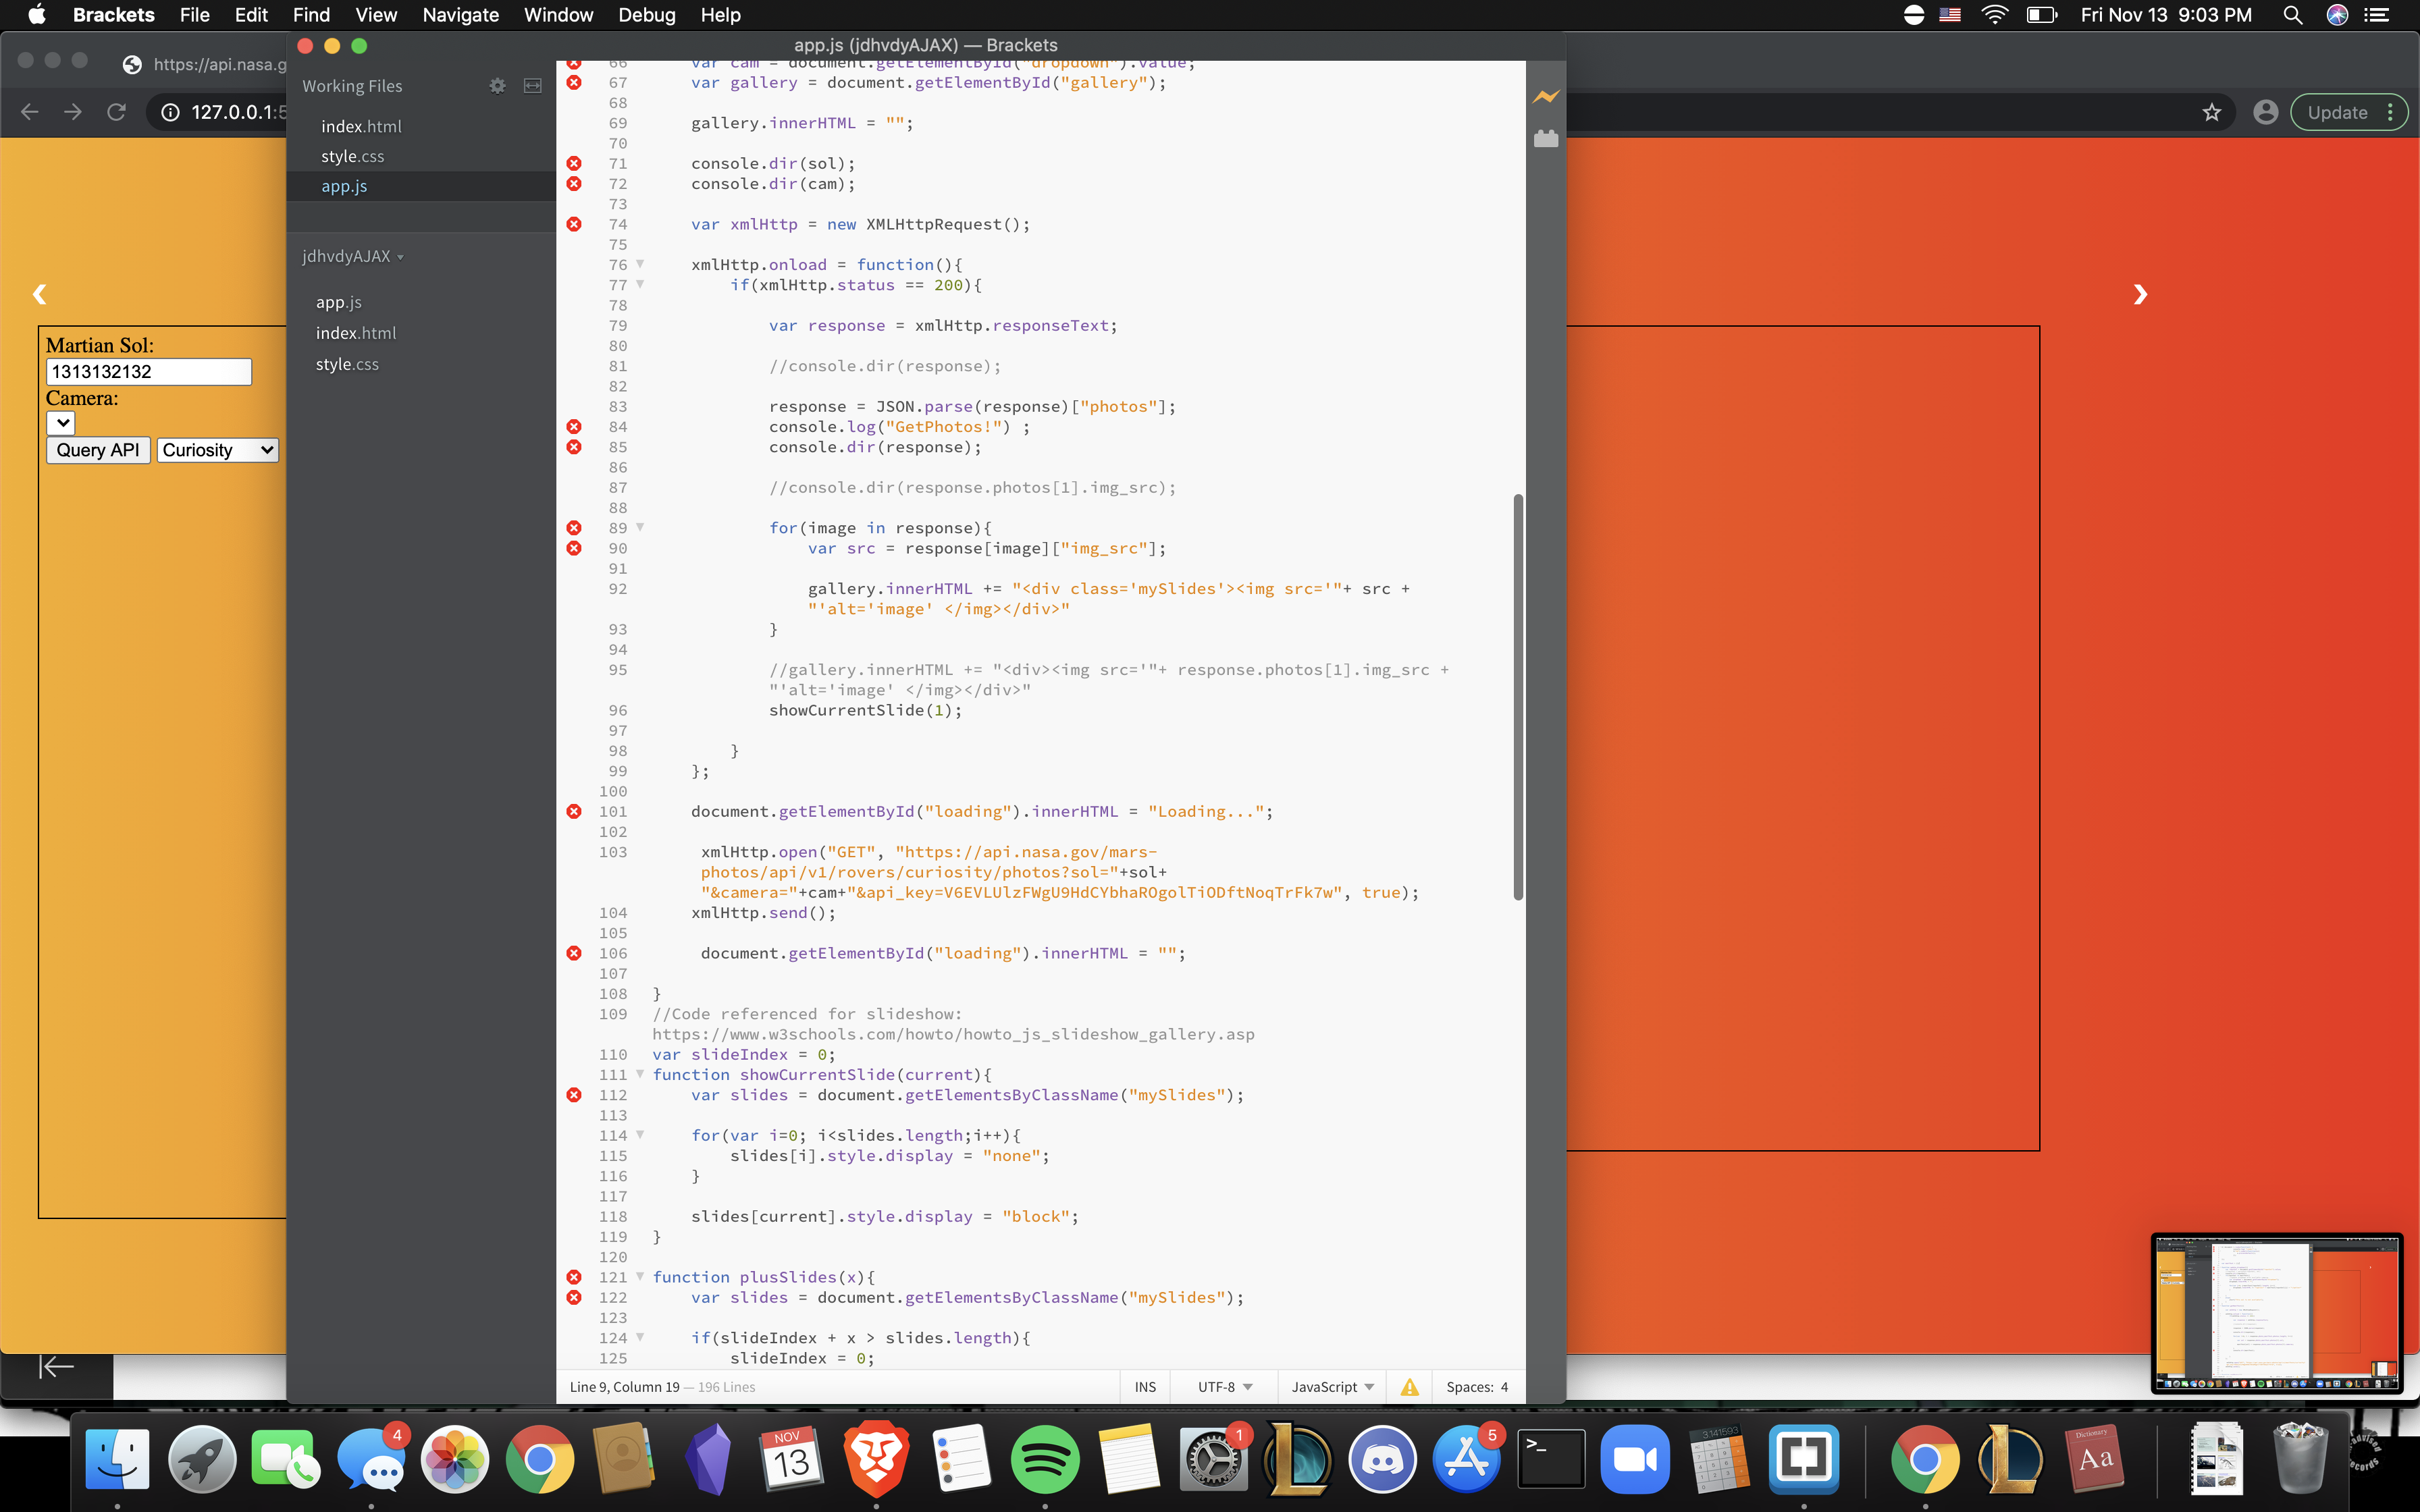 Brackets File Edit Find View Navigate Window Debug Help Fri Nov 13 9:03 PM
app.js (jdhvdyAJAX) — Brackets
https://api.nasa.g
127.0.0.1:5
Update
‹
›
Martian Sol:
1313132132
Camera:
Query API Curiosity
Working Files
index.html
style.css
app.js
jdhvdyAJAX
app.js
index.html
style.css
66 var cam = document.getElementById("dropdown").value;
67 var gallery = document.getElementById("gallery");
68
69 gallery.innerHTML = "";
70
71 console.dir(sol);
72 console.dir(cam);
73
74 var xmlHttp = new XMLHttpRequest();
75
76 xmlHttp.onload = function(){
77 if(xmlHttp.status == 200){
78
79 var response = xmlHttp.responseText;
80
81 //console.dir(response);
82
83 response = JSON.parse(response)["photos"];
84 console.log("GetPhotos!") ;
85 console.dir(response);
86
87 //console.dir(response.photos[1].img_src);
88
89 for(image in response){
90 var src = response[image]["img_src"];
91
92 gallery.innerHTML += "<div class='mySlides'><img src='"+ src +
"'alt='image' </img></div>"
93 }
94
95 //gallery.innerHTML += "<div><img src='"+ response.photos[1].img_src +
"'alt='image' </img></div>"
96 showCurrentSlide(1);
97
98 }
99 };
100
101 document.getElementById("loading").innerHTML = "Loading...";
102
103 xmlHttp.open("GET", "https://api.nasa.gov/mars-
photos/api/v1/rovers/curiosity/photos?sol="+sol+
"&camera="+cam+"&api_key=V6EVLUlzFWgU9HdCYbhaROgolTiODftNoqTrFk7w", true);
104 xmlHttp.send();
105
106 document.getElementById("loading").innerHTML = "";
107
108 }
109 //Code referenced for slideshow:
https://www.w3schools.com/howto/howto_js_slideshow_gallery.asp
110 var slideIndex = 0;
111 function showCurrentSlide(current){
112 var slides = document.getElementsByClassName("mySlides");
113
114 for(var i=0; i<slides.length;i++){
115 slides[i].style.display = "none";
116 }
117
118 slides[current].style.display = "block";
119 }
120
121 function plusSlides(x){
122 var slides = document.getElementsByClassName("mySlides");
123
124 if(slideIndex + x > slides.length){
125 slideIndex = 0;
Line 9, Column 19 — 196 Lines INS UTF-8 JavaScript Spaces: 4
4
NOV
13
1
5
>_
3.141593
Dictionary
Aa